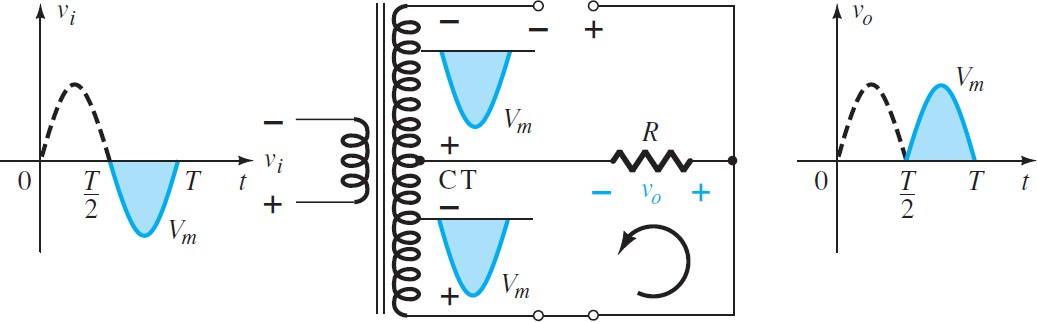 v_i
0
T/2
T
t
V_m
−
v_i
+
−
V_m
+
CT
−
V_m
+
− +
R
− v_o +
v_o
V_m
0
T/2
T
t